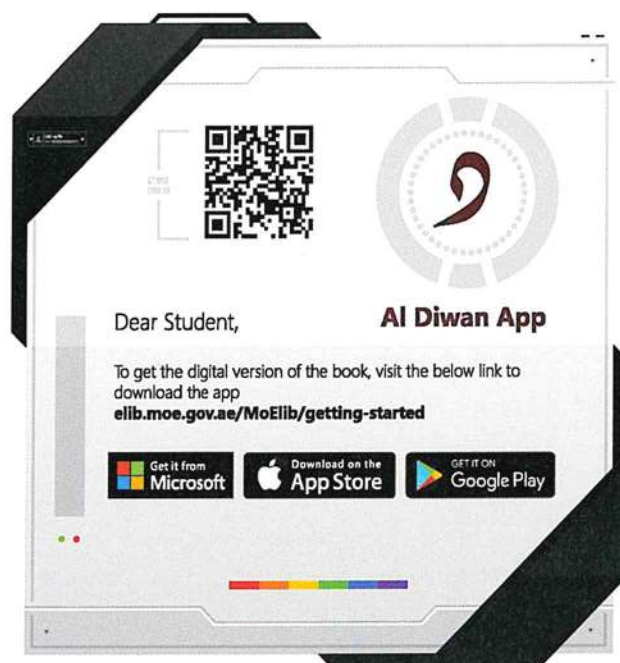 Al Diwan App
Dear Student,
To get the digital version of the book, visit the below link to
download the app
elib.moe.gov.ae/MoElib/getting-started
Get it from
Microsoft
Download on the
App Store
GET IT ON
Google Play